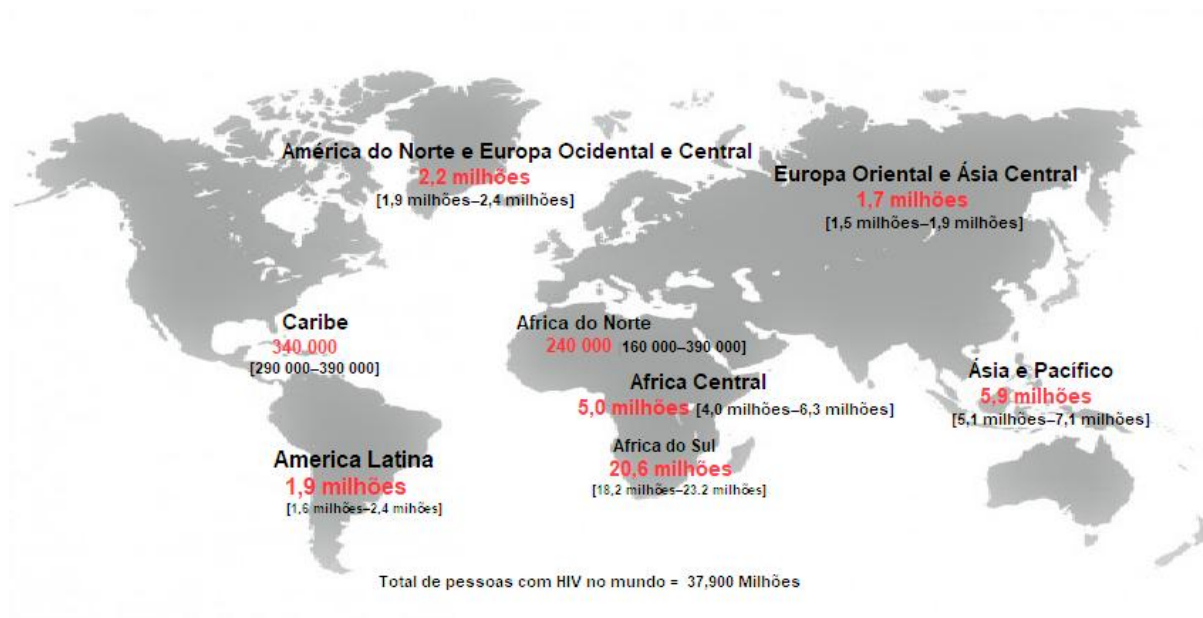 América do Norte e Europa Ocidental e Central
2,2 milhões
[1,9 milhões–2,4 milhões]
Europa Oriental e Ásia Central
1,7 milhões
[1,5 milhões–1,9 milhões]
Caribe
340 000
[290 000–390 000]
Africa do Norte
240 000 160 000–390 000]
Africa Central
5,0 milhões [4,0 milhões–6,3 milhões]
Ásia e Pacífico
5,9 milhões
[5,1 milhões–7,1 milhões]
Africa do Sul
20,6 milhões
[18,2 milhões–23.2 milhões]
America Latina
1,9 milhões
[1,6 milhões–2,4 mihões]
Total de pessoas com HIV no mundo = 37,900 Milhões